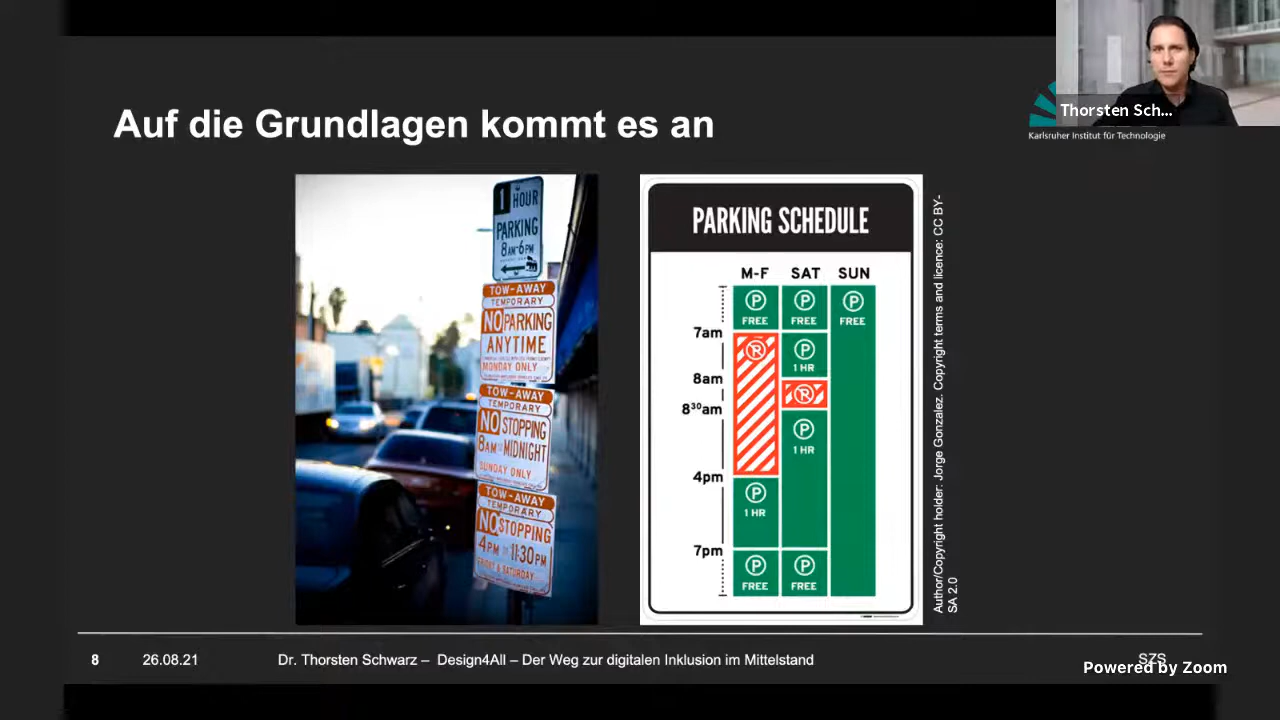 Auf die Grundlagen kommt es an
Thorsten Sch...
Karlsruher Institut für Technologie
1 HOUR
PARKING
8AM-6PM
TOW-AWAY
TEMPORARY
NO PARKING
ANYTIME
MONDAY ONLY
TOW-AWAY
TEMPORARY
NO STOPPING
8AM MIDNIGHT
SUNDAY ONLY
TOW-AWAY
TEMPORARY
NO STOPPING
4PM 11:30PM
FRIDAY & SATURDAY
PARKING SCHEDULE
M-F SAT SUN
P P P
FREE FREE FREE
7am
P
1 HR
8am
8³⁰am
P
1 HR
4pm
P
1 HR
7pm
P P
FREE FREE
Author/Copyright holder: Jorge Gonzalez. Copyright terms and licence: CC BY-
SA 2.0
8 26.08.21 Dr. Thorsten Schwarz – Design4All – Der Weg zur digitalen Inklusion im Mittelstand SZS
Powered by Zoom